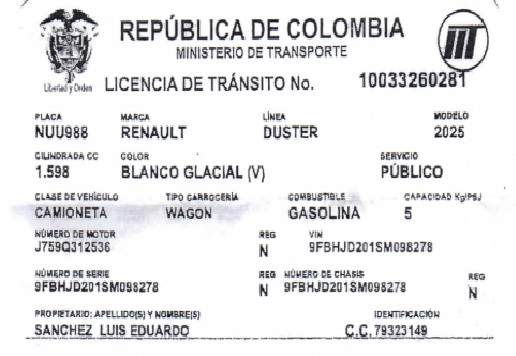 REPÚBLICA DE COLOMBIA
MINISTERIO DE TRANSPORTE
Libertad y Orden
LICENCIA DE TRÁNSITO No. 10033260281
PLACA MARCA LÍNEA MODELO
NUU988 RENAULT DUSTER 2025
CILINDRADA CC COLOR SERVICIO
1.598 BLANCO GLACIAL (V) PÚBLICO
CLASE DE VEHÍCULO TIPO CARROCERÍA COMBUSTIBLE CAPACIDAD Kg/PSJ
CAMIONETA WAGON GASOLINA 5
NÚMERO DE MOTOR REG VIN
J759Q312536 N 9FBHJD201SM098278
NÚMERO DE SERIE REG NÚMERO DE CHASIS REG
9FBHJD201SM098278 N 9FBHJD201SM098278 N
PROPIETARIO: APELLIDO(S) Y NOMBRE(S) IDENTIFICACIÓN
SANCHEZ LUIS EDUARDO C.C. 79323149